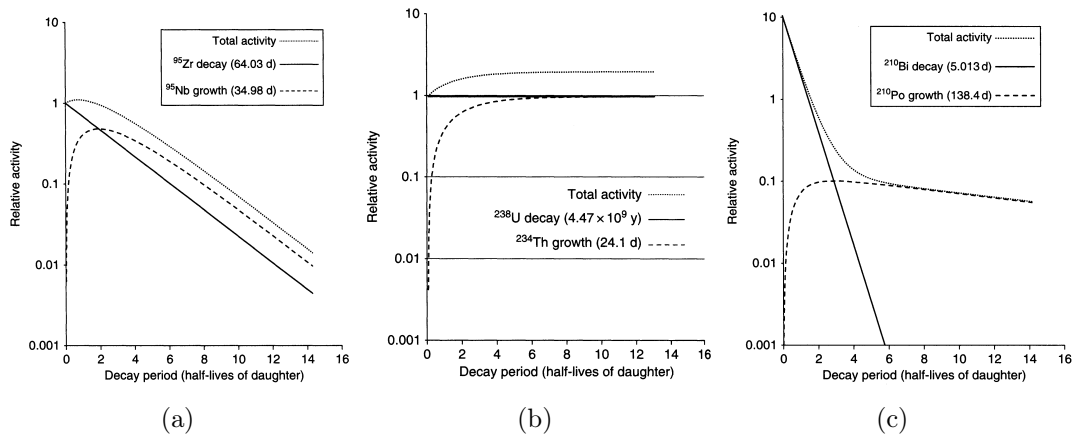 10
1
0.1
0.01
0.001
Relative activity
Total activity
⁹⁵Zr decay (64.03 d)
⁹⁵Nb growth (34.98 d)
0 2 4 6 8 10 12 14 16
Decay period (half-lives of daughter)
(a)
10
1
0.1
0.01
0.001
Relative activity
Total activity
²³⁸U decay (4.47 × 10⁹ y)
²³⁴Th growth (24.1 d)
0 2 4 6 8 10 12 14 16
Decay period (half-lives of daughter)
(b)
10
1
0.1
0.01
0.001
Relative activity
Total activity
²¹⁰Bi decay (5.013 d)
²¹⁰Po growth (138.4 d)
0 2 4 6 8 10 12 14 16
Decay period (half-lives of daughter)
(c)